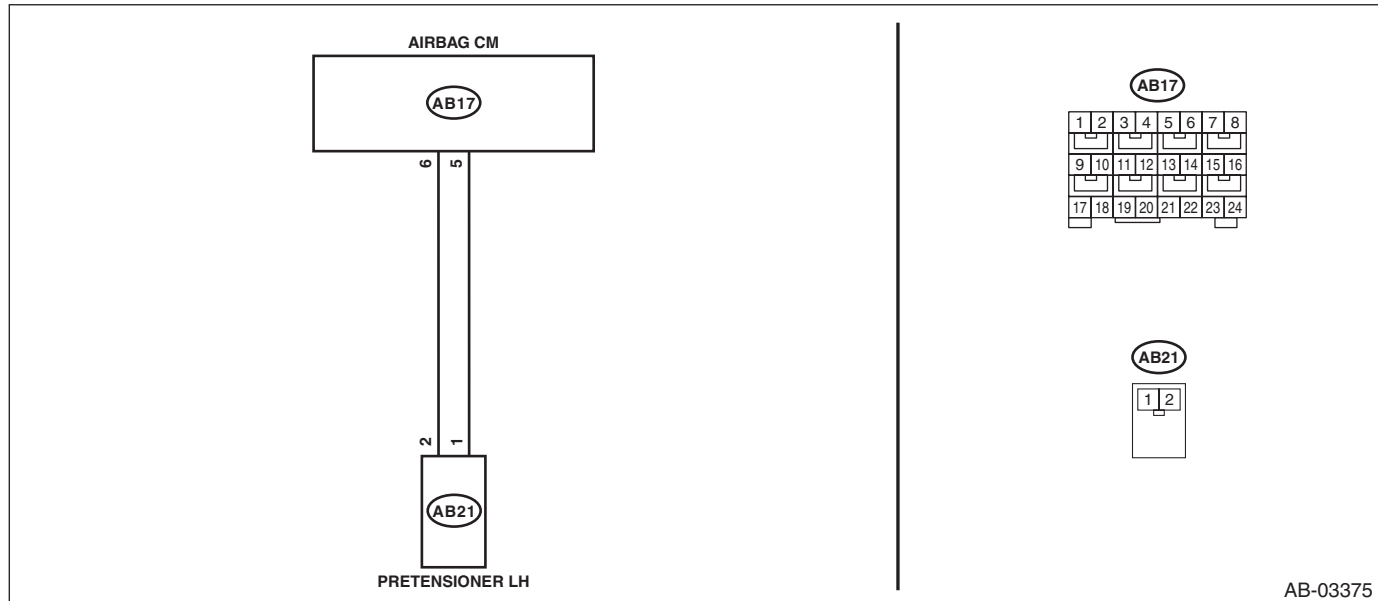 AIRBAG CM
AB17
6 5
2 1
AB21
PRETENSIONER LH
AB17
1 2 3 4 5 6 7 8
9 10 11 12 13 14 15 16
17 18 19 20 21 22 23 24
AB21
1 2
AB-03375